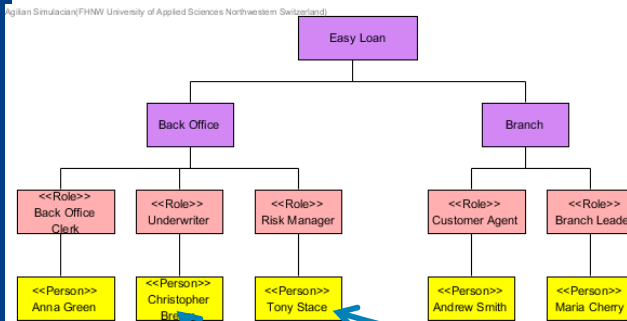 Agilian Simulacian(FHNW University of Applied Sciences Northwestern Switzerland)
Easy Loan
Back Office
Branch
<<Role>>
Back Office
Clerk
<<Role>>
Underwriter
<<Role>>
Risk Manager
<<Role>>
Customer Agent
<<Role>>
Branch Leade
<<Person>>
Anna Green
<<Person>>
Christopher
<<Person>>
Tony Stace
<<Person>>
Andrew Smith
<<Person>>
Maria Cherry